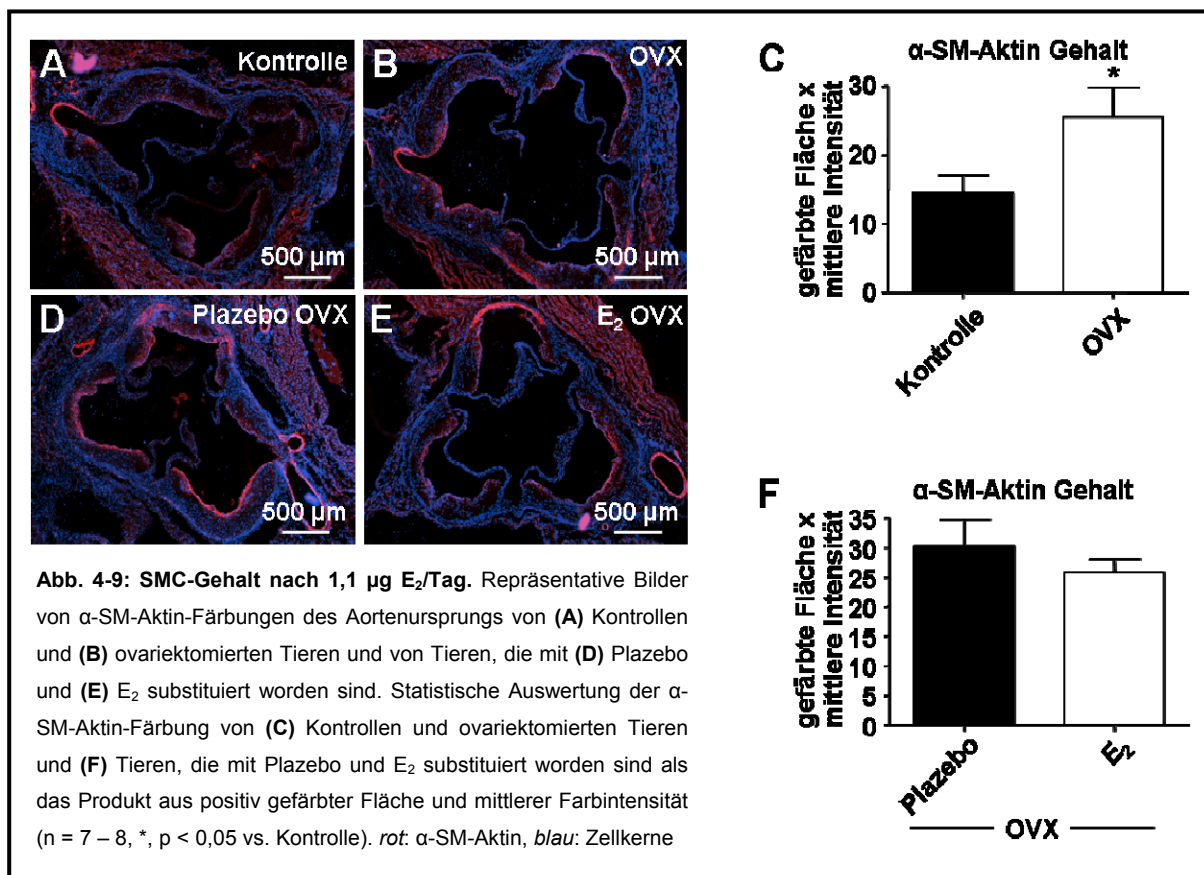 A
Kontrolle
500 µm
B
OVX
500 µm
C
α-SM-Aktin Gehalt
gefärbte Fläche x
mittlere Intensität
30
20
10
0
*
Kontrolle
OVX
D
Plazebo OVX
500 µm
E
E₂ OVX
500 µm
F
α-SM-Aktin Gehalt
gefärbte Fläche x
mittlere Intensität
35
30
25
20
15
10
5
0
Plazebo
E₂
OVX
Abb. 4-9: SMC-Gehalt nach 1,1 µg E₂/Tag. Repräsentative Bilder
von α-SM-Aktin-Färbungen des Aortenursprungs von (A) Kontrollen
und (B) ovariektomierten Tieren und von Tieren, die mit (D) Plazebo
und (E) E₂ substituiert worden sind. Statistische Auswertung der α-
SM-Aktin-Färbung von (C) Kontrollen und ovariektomierten Tieren
und (F) Tieren, die mit Plazebo und E₂ substituiert worden sind als
das Produkt aus positiv gefärbter Fläche und mittlerer Farbintensität
(n = 7 – 8, *, p < 0,05 vs. Kontrolle). rot: α-SM-Aktin, blau: Zellkerne